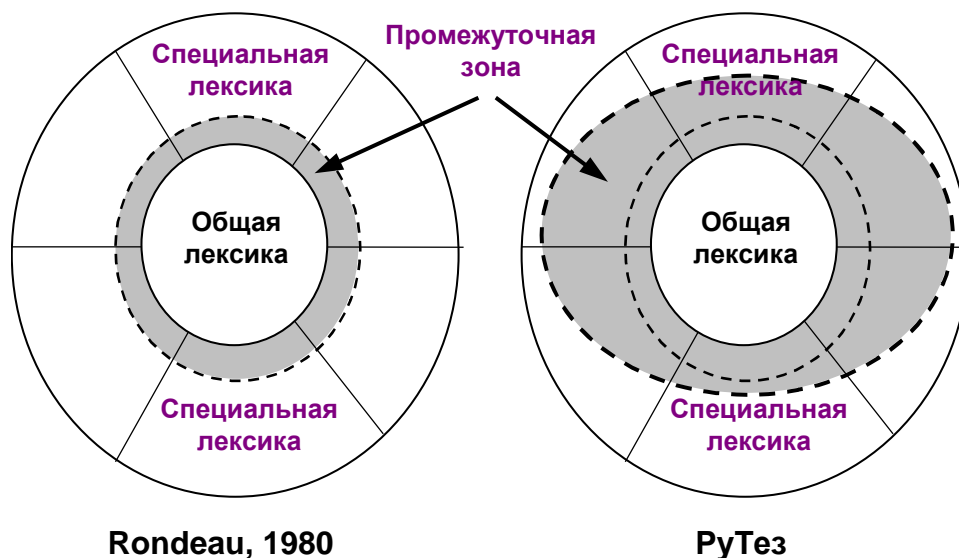 Специальная
лексика
Промежуточная
зона
Специальная
лексика
Общая
лексика
Общая
лексика
Специальная
лексика
Специальная
лексика
Rondeau, 1980
РуТез